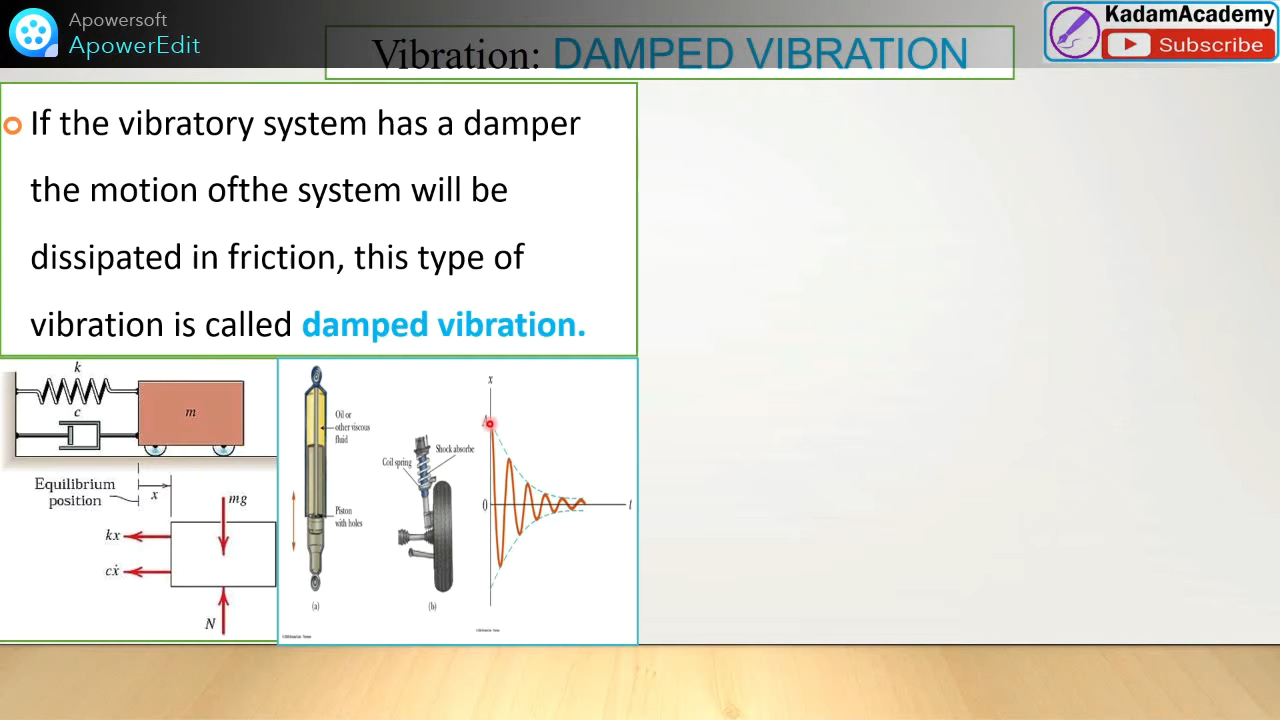 Apowersoft
ApowerEdit
KadamAcademy
Subscribe
Vibration: DAMPED VIBRATION
If the vibratory system has a damper
the motion ofthe system will be
dissipated in friction, this type of
vibration is called damped vibration.
k
c
m
Equilibrium
position
x
mg
kx
cẋ
N
Oil or
other viscous
fluid
Piston
with holes
(a)
Coil spring
Shock absorbe
(b)
x
A
0
t